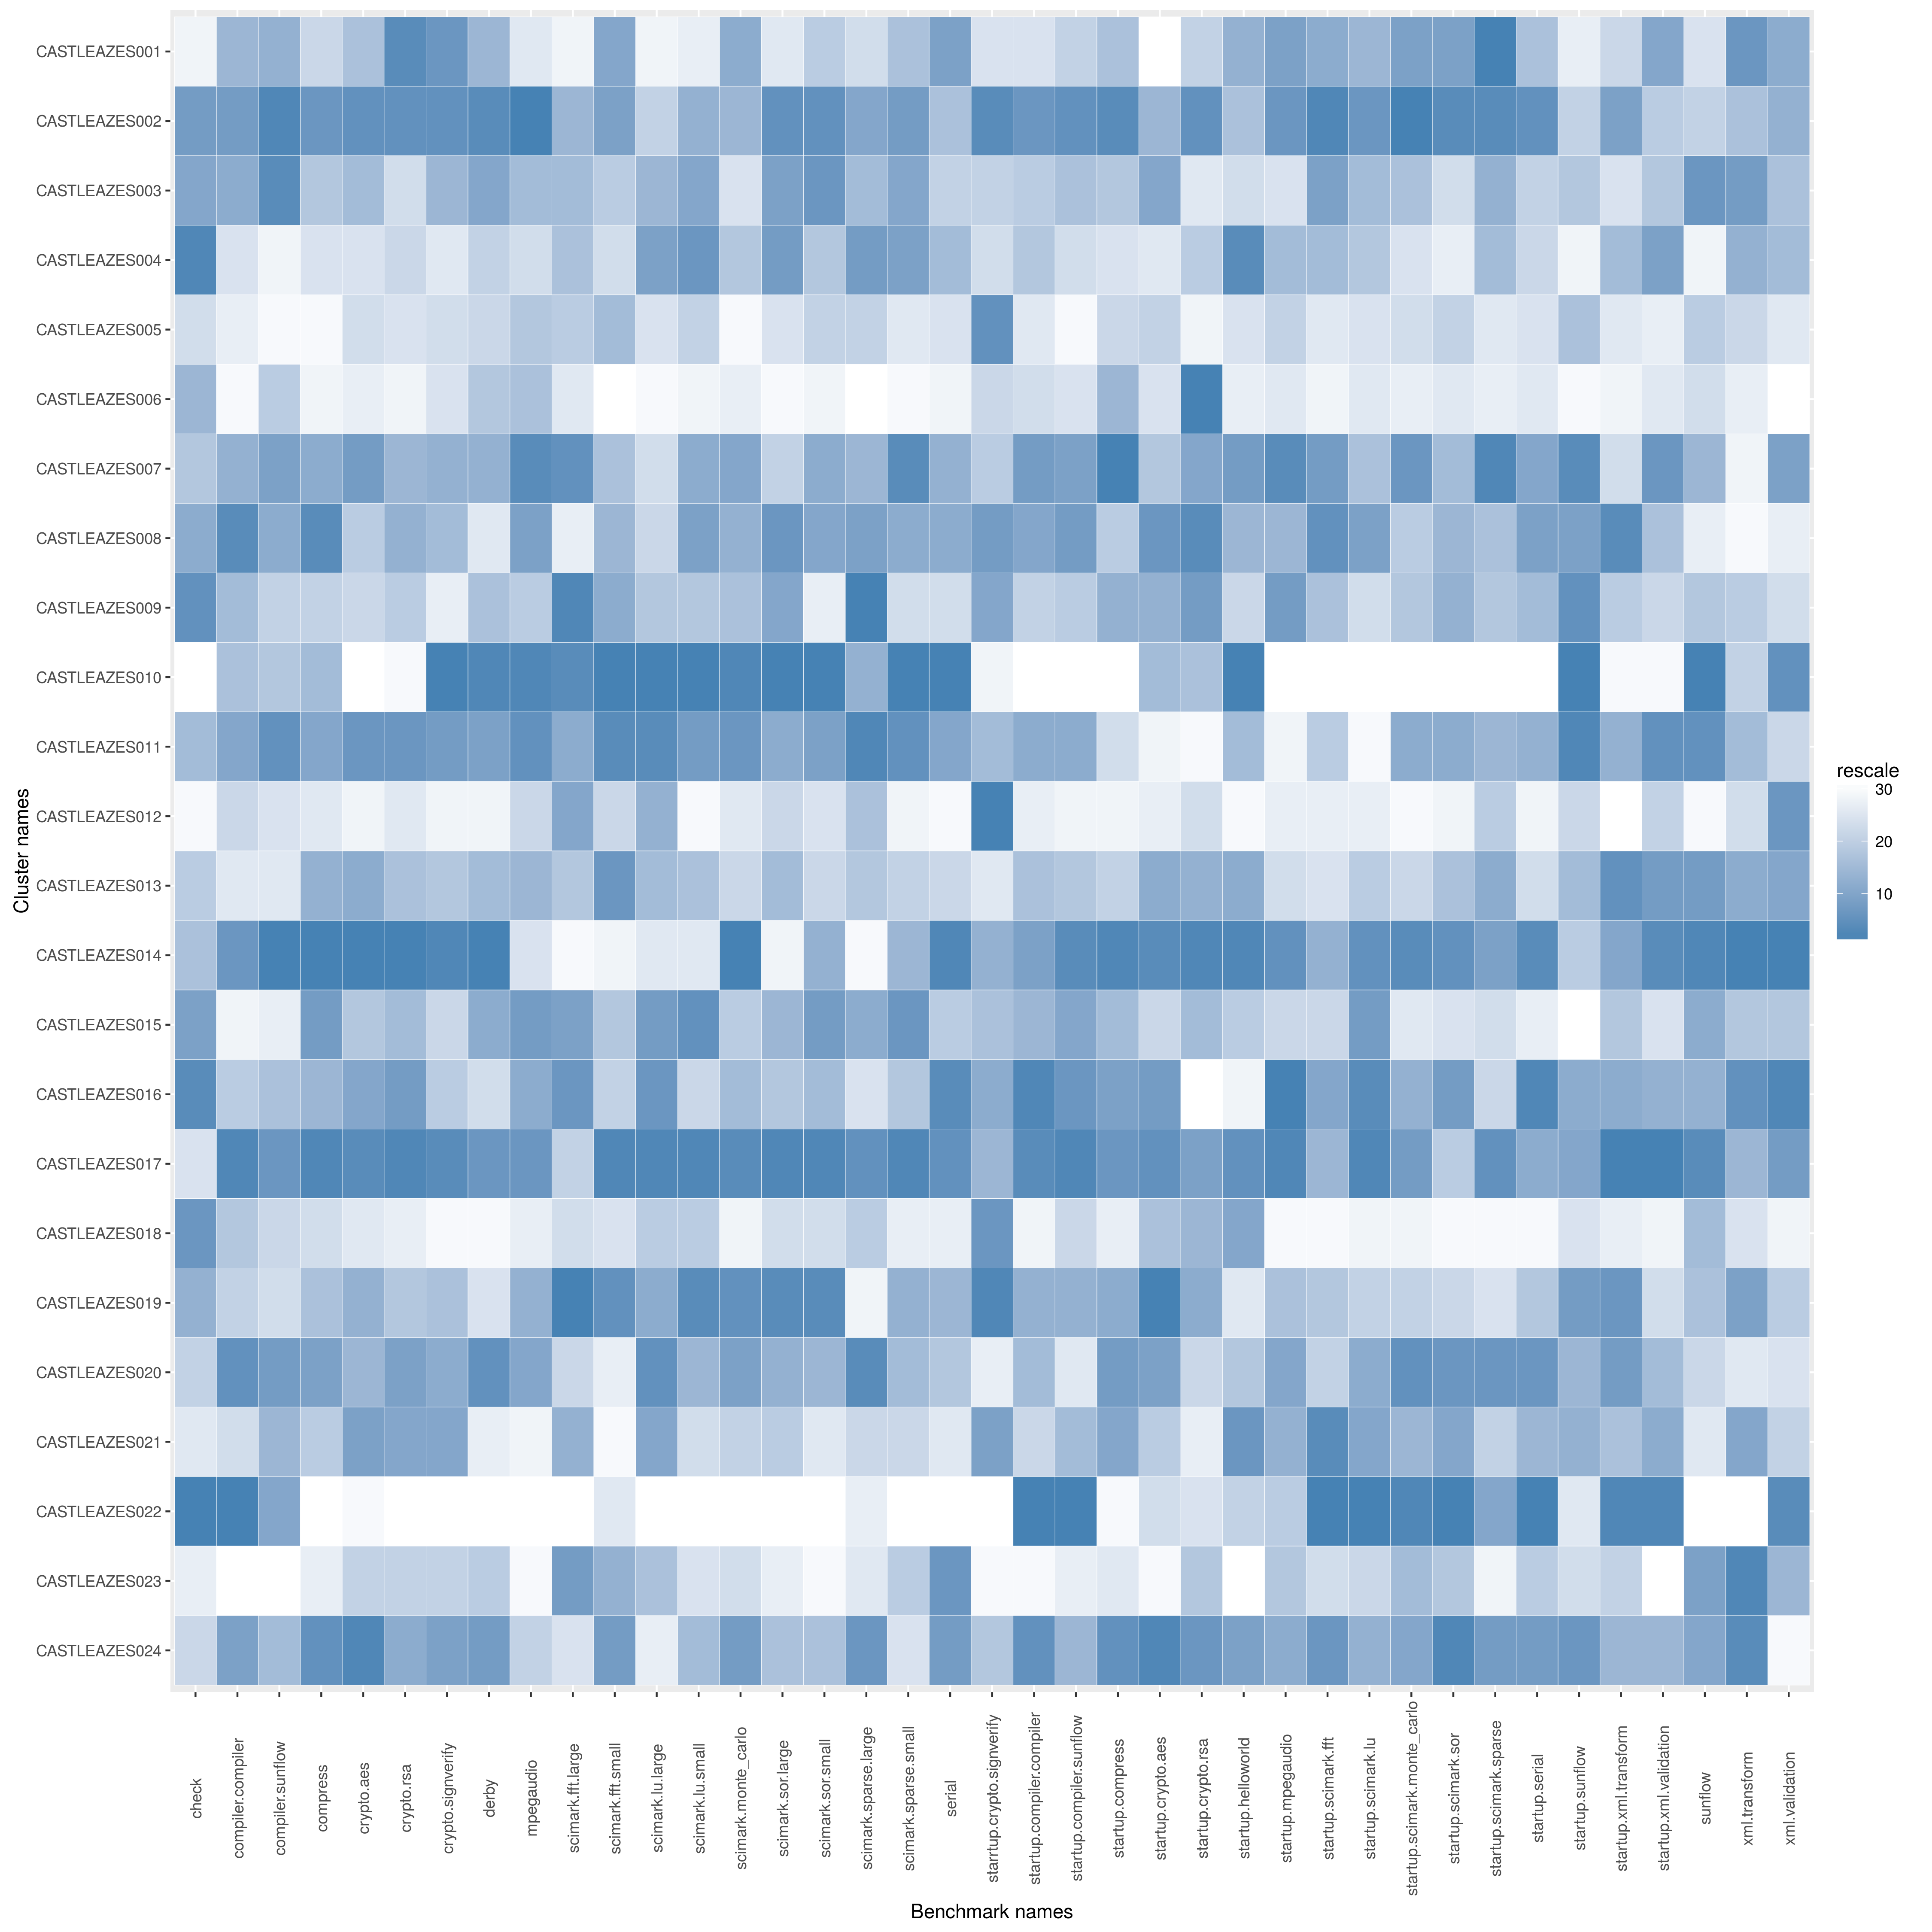 CASTLEAZES001
CASTLEAZES002
CASTLEAZES003
CASTLEAZES004
CASTLEAZES005
CASTLEAZES006
CASTLEAZES007
CASTLEAZES008
CASTLEAZES009
CASTLEAZES010
CASTLEAZES011
CASTLEAZES012
CASTLEAZES013
CASTLEAZES014
CASTLEAZES015
CASTLEAZES016
CASTLEAZES017
CASTLEAZES018
CASTLEAZES019
CASTLEAZES020
CASTLEAZES021
CASTLEAZES022
CASTLEAZES023
CASTLEAZES024
Cluster names
check
compiler.compiler
compiler.sunflow
compress
crypto.aes
crypto.rsa
crypto.signverify
derby
mpegaudio
scimark.fft.large
scimark.fft.small
scimark.lu.large
scimark.lu.small
scimark.monte_carlo
scimark.sor.large
scimark.sor.small
scimark.sparse.large
scimark.sparse.small
serial
starrtup.crypto.signverify
startup.compiler.compiler
startup.compiler.sunflow
startup.compress
startup.crypto.aes
startup.crypto.rsa
startup.helloworld
startup.mpegaudio
startup.scimark.fft
startup.scimark.lu
startup.scimark.monte_carlo
startup.scimark.sor
startup.scimark.sparse
startup.serial
startup.sunflow
startup.xml.transform
startup.xml.validation
sunflow
xml.transform
xml.validation
Benchmark names
rescale
30
20
10